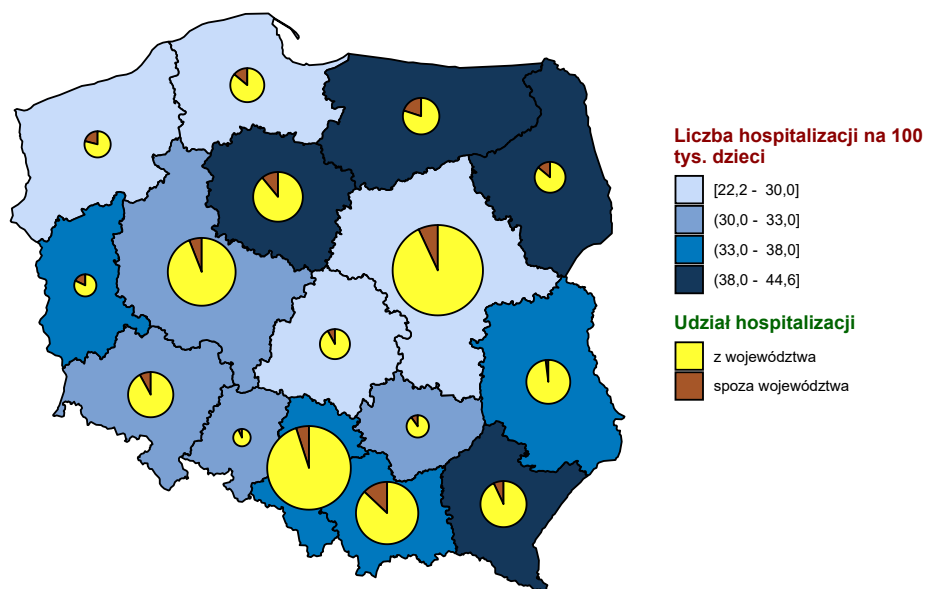 Liczba hospitalizacji na 100
tys. dzieci
[22,2 - 30,0]
(30,0 - 33,0]
(33,0 - 38,0]
(38,0 - 44,6]
Udział hospitalizacji
z województwa
spoza województwa